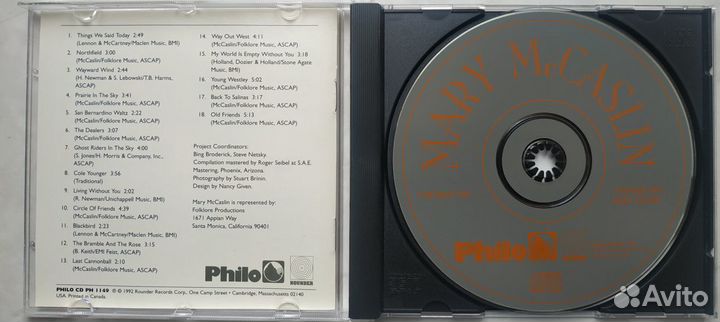 1. Things We Said Today 2:49
(Lennon & McCartney/Maclen Music, BMI)
2. Northfield 3:00
(McCaslin/Folklore Music, ASCAP)
3. Wayward Wind 2:44
(H. Newman & S. Lebowski/T.B. Harms, ASCAP)
4. Prairie In The Sky 3:41
(McCaslin/Folklore Music, ASCAP)
5. San Bernardino Waltz 2:22
(McCaslin/Folklore Music, ASCAP)
6. The Dealers 3:07
(McCaslin/Folklore Music, ASCAP)
7. Ghost Riders In The Sky 4:00
(S. Jones/H. Morris & Company, Inc., ASCAP)
8. Cole Younger 3:56
(Traditional)
9. Living Without You 2:02
(R. Newman/Unichappell Music, BMI)
10. Circle Of Friends 4:39
(McCaslin/Folklore Music, ASCAP)
11. Blackbird 2:23
(Lennon & McCartney/Maclen Music, BMI)
12. The Bramble And The Rose 3:15
(B. Keith/EMI Feist, ASCAP)
13. Last Cannonball 2:10
(McCaslin/Folklore Music, ASCAP)
14. Way Out West 4:11
(McCaslin/Folklore Music, ASCAP)
15. My World Is Empty Without You 3:18
(Holland, Dozier & Holland/Stone Agate Music, BMI)
16. Young Westley 5:02
(McCaslin/Folklore Music, ASCAP)
17. Back To Salinas 3:17
(McCaslin/Folklore Music, ASCAP)
18. Old Friends 5:13
(McCaslin/Folklore Music, ASCAP)
Project Coordinators:
Bing Broderick, Steve Netsky
Compilation mastered by Roger Seibel at S.A.E. Mastering, Phoenix, Arizona.
Photography by Stuart Brinin.
Design by Nancy Given.
Mary McCaslin is represented by:
Folklore Productions
1671 Appian Way
Santa Monica, California 90401
Philo
ROUNDER
PHILO CD PH 1149 ℗ © 1992 Rounder Records Corp., One Camp Street • Cambridge, Massachusetts 02140
USA. Printed in Canada.
MARY McCASLIN
Philo
Avito